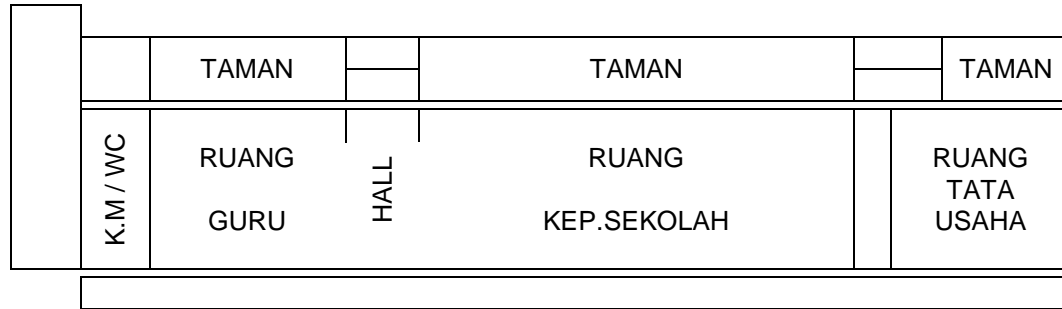 TAMAN
TAMAN
TAMAN
K.M / WC
RUANG
GURU
HALL
RUANG
KEP.SEKOLAH
RUANG
TATA
USAHA